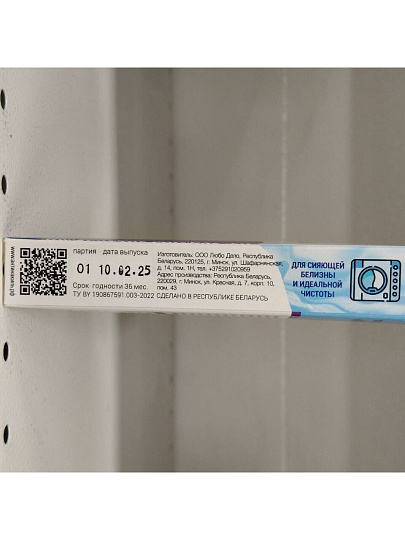 партия дата выпуска
01 10.02.25
Срок годности 36 мес.
ТУ BY 190867591.003-2022 СДЕЛАНО В РЕСПУБЛИКЕ БЕЛАРУСЬ
Изготовитель: ООО Любо Дело, Республика
Беларусь, 220125, г. Минск, ул. Шафарнянская,
д. 14, пом. 1Н, тел. +375291020959
Адрес производства: Республика Беларусь,
220029, г. Минск, ул. Красная, д. 7, корп. 10,
пом. 43
ДЛЯ СИЯЮЩЕЙ
БЕЛИЗНЫ
И ИДЕАЛЬНОЙ
ЧИСТОТЫ